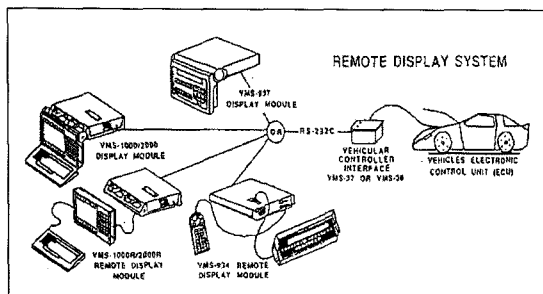 REMOTE DISPLAY SYSTEM
VMS-937
DISPLAY MODULE
VMS-1000/2000
DISPLAY MODULE
OR
RS-232C
VEHICULAR
CONTROLLER
INTERFACE
VMS-37 OR VMS-38
VEHICLES ELECTRONIC
CONTROL UNIT (ECU)
VMS-1000R/2000R
REMOTE DISPLAY
MODULE
VMS-934 REMOTE
DISPLAY MODULE